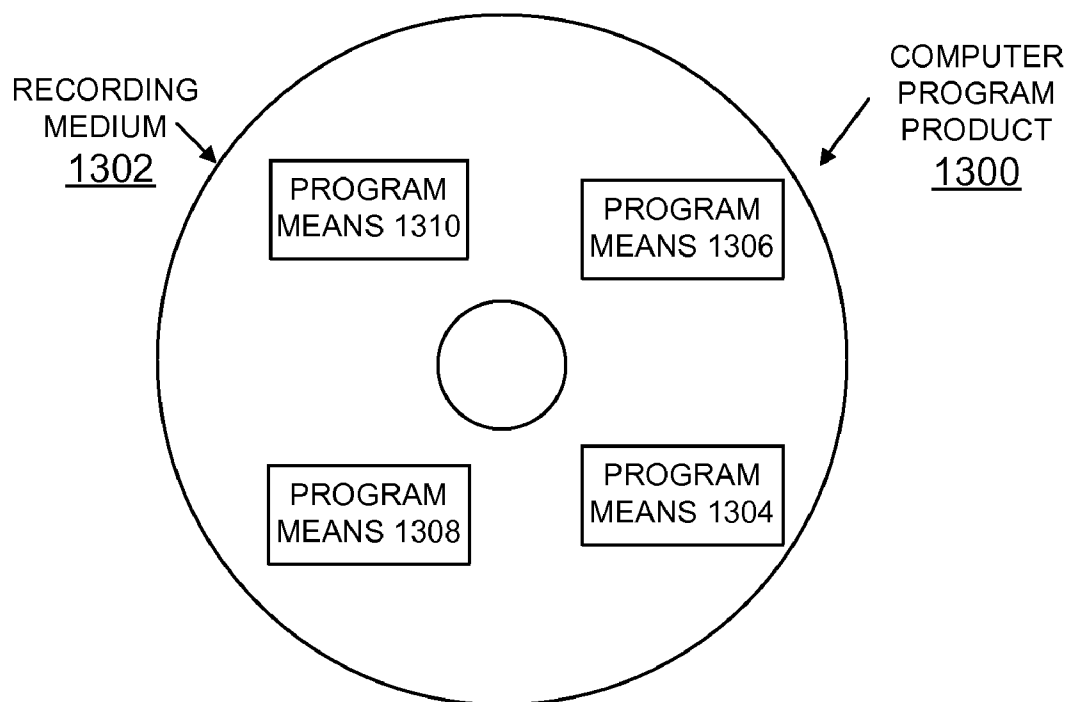 RECORDING
MEDIUM
1302
COMPUTER
PROGRAM
PRODUCT
1300
PROGRAM
MEANS 1310
PROGRAM
MEANS 1306
PROGRAM
MEANS 1308
PROGRAM
MEANS 1304